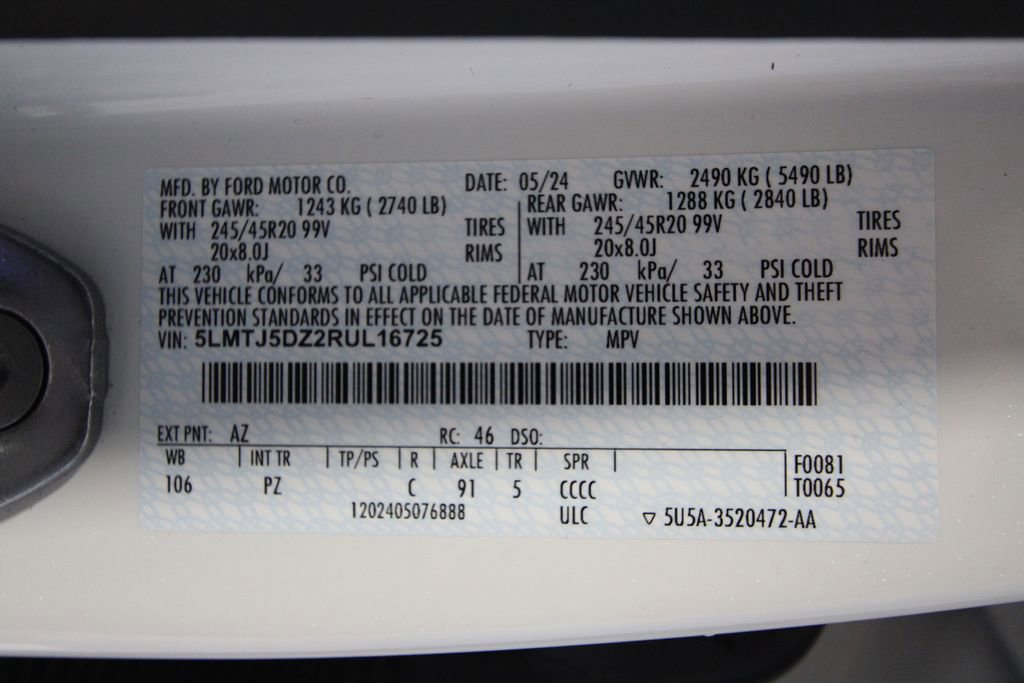 MFD. BY FORD MOTOR CO. DATE: 05/24 GVWR: 2490 KG ( 5490 LB)
FRONT GAWR: 1243 KG ( 2740 LB) REAR GAWR: 1288 KG ( 2840 LB)
WITH 245/45R20 99V TIRES WITH 245/45R20 99V TIRES
20x8.0J RIMS 20x8.0J RIMS
AT 230 kPa/ 33 PSI COLD AT 230 kPa/ 33 PSI COLD
THIS VEHICLE CONFORMS TO ALL APPLICABLE FEDERAL MOTOR VEHICLE SAFETY AND THEFT
PREVENTION STANDARDS IN EFFECT ON THE DATE OF MANUFACTURE SHOWN ABOVE.
VIN: 5LMTJ5DZ2RUL16725 TYPE: MPV
EXT PNT: AZ RC: 46 DSO:
WB INT TR TP/PS R AXLE TR SPR F0081
106 PZ C 91 5 CCCC T0065
1202405076888 ULC ▽ 5U5A-3520472-AA